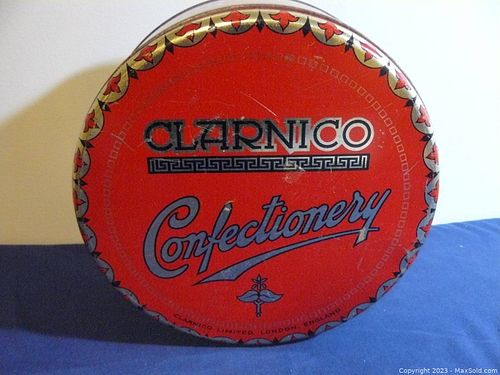 CLARNICO
Confectionery
CLARNICO LIMITED, LONDON, ENGLAND
Copyright 2023 - MaxSold.com